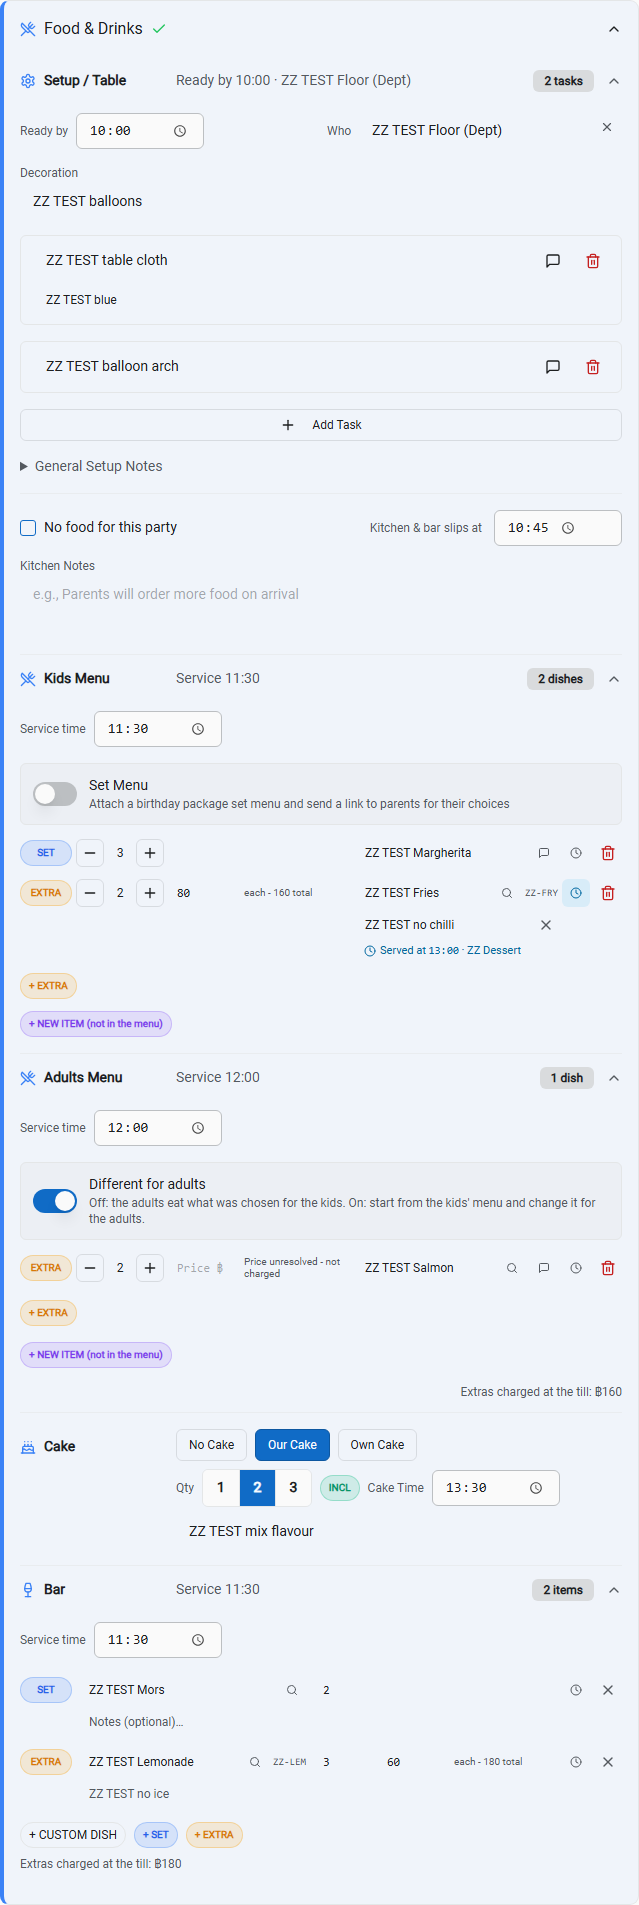 Food & Drinks
Setup / Table Ready by 10:00 · ZZ TEST Floor (Dept) 2 tasks
Ready by 10:00 Who ZZ TEST Floor (Dept)
Decoration
ZZ TEST balloons
ZZ TEST table cloth
ZZ TEST blue
ZZ TEST balloon arch
+ Add Task
General Setup Notes
No food for this party Kitchen & bar slips at 10:45
Kitchen Notes
e.g., Parents will order more food on arrival
Kids Menu Service 11:30 2 dishes
Service time 11:30
Set Menu
Attach a birthday package set menu and send a link to parents for their choices
SET − 3 + ZZ TEST Margherita
EXTRA − 2 + 80 each - 160 total ZZ TEST Fries ZZ-FRY
ZZ TEST no chilli
Served at 13:00 · ZZ Dessert
+ EXTRA
+ NEW ITEM (not in the menu)
Adults Menu Service 12:00 1 dish
Service time 12:00
Different for adults
Off: the adults eat what was chosen for the kids. On: start from the kids' menu and change it for
the adults.
EXTRA − 2 + Price ฿ Price unresolved - not
charged
ZZ TEST Salmon
+ EXTRA
+ NEW ITEM (not in the menu)
Extras charged at the till: ฿160
Cake No Cake Our Cake Own Cake
Qty 1 2 3 INCL Cake Time 13:30
ZZ TEST mix flavour
Bar Service 11:30 2 items
Service time 11:30
SET ZZ TEST Mors 2
Notes (optional)...
EXTRA ZZ TEST Lemonade ZZ-LEM 3 60 each - 180 total
ZZ TEST no ice
+ CUSTOM DISH + SET + EXTRA
Extras charged at the till: ฿180